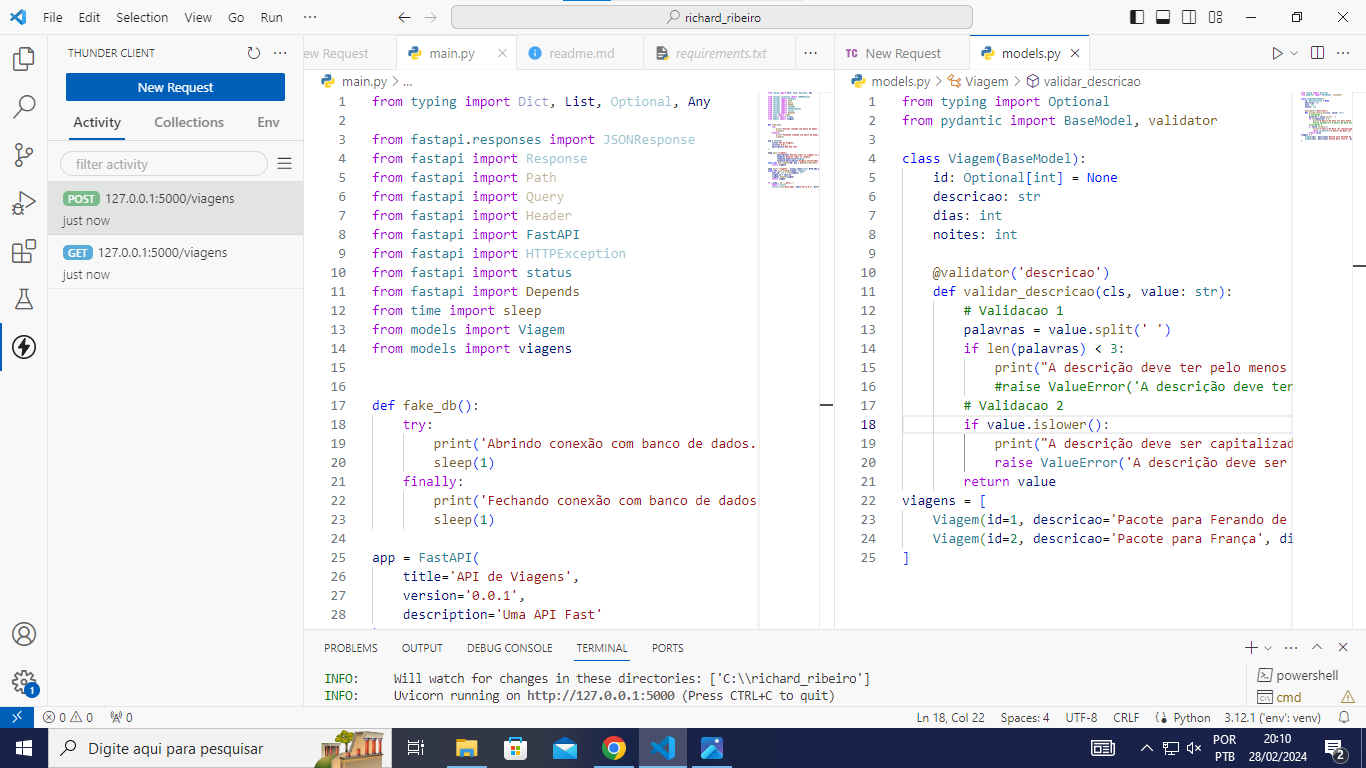 File Edit Selection View Go Run ··· richard_ribeiro
THUNDER CLIENT
New Request
Activity Collections Env
filter activity
POST 127.0.0.1:5000/viagens
just now
GET 127.0.0.1:5000/viagens
just now
1
ew Request main.py readme.md requirements.txt
main.py > ...
1 from typing import Dict, List, Optional, Any
2
3 from fastapi.responses import JSONResponse
4 from fastapi import Response
5 from fastapi import Path
6 from fastapi import Query
7 from fastapi import Header
8 from fastapi import FastAPI
9 from fastapi import HTTPException
10 from fastapi import status
11 from fastapi import Depends
12 from time import sleep
13 from models import Viagem
14 from models import viagens
15
16
17 def fake_db():
18 try:
19 print('Abrindo conexão com banco de dados.
20 sleep(1)
21 finally:
22 print('Fechando conexão com banco de dados
23 sleep(1)
24
25 app = FastAPI(
26 title='API de Viagens',
27 version='0.0.1',
28 description='Uma API Fast'
TC New Request models.py
models.py > Viagem > validar_descricao
1 from typing import Optional
2 from pydantic import BaseModel, validator
3
4 class Viagem(BaseModel):
5 id: Optional[int] = None
6 descricao: str
7 dias: int
8 noites: int
9
10 @validator('descricao')
11 def validar_descricao(cls, value: str):
12 # Validacao 1
13 palavras = value.split(' ')
14 if len(palavras) < 3:
15 print("A descrição deve ter pelo menos
16 #raise ValueError('A descrição deve ter
17 # Validacao 2
18 if value.islower():
19 print("A descrição deve ser capitalizad
20 raise ValueError('A descrição deve ser
21 return value
22 viagens = [
23 Viagem(id=1, descricao='Pacote para Ferando de
24 Viagem(id=2, descricao='Pacote para França', di
25 ]
PROBLEMS OUTPUT DEBUG CONSOLE TERMINAL PORTS
INFO: Will watch for changes in these directories: ['C:\\richard_ribeiro']
INFO: Uvicorn running on http://127.0.0.1:5000 (Press CTRL+C to quit)
powershell
cmd
0 0 0 Ln 18, Col 22 Spaces: 4 UTF-8 CRLF Python 3.12.1 ('env': venv)
Digite aqui para pesquisar
POR
PTB
20:10
28/02/2024
2